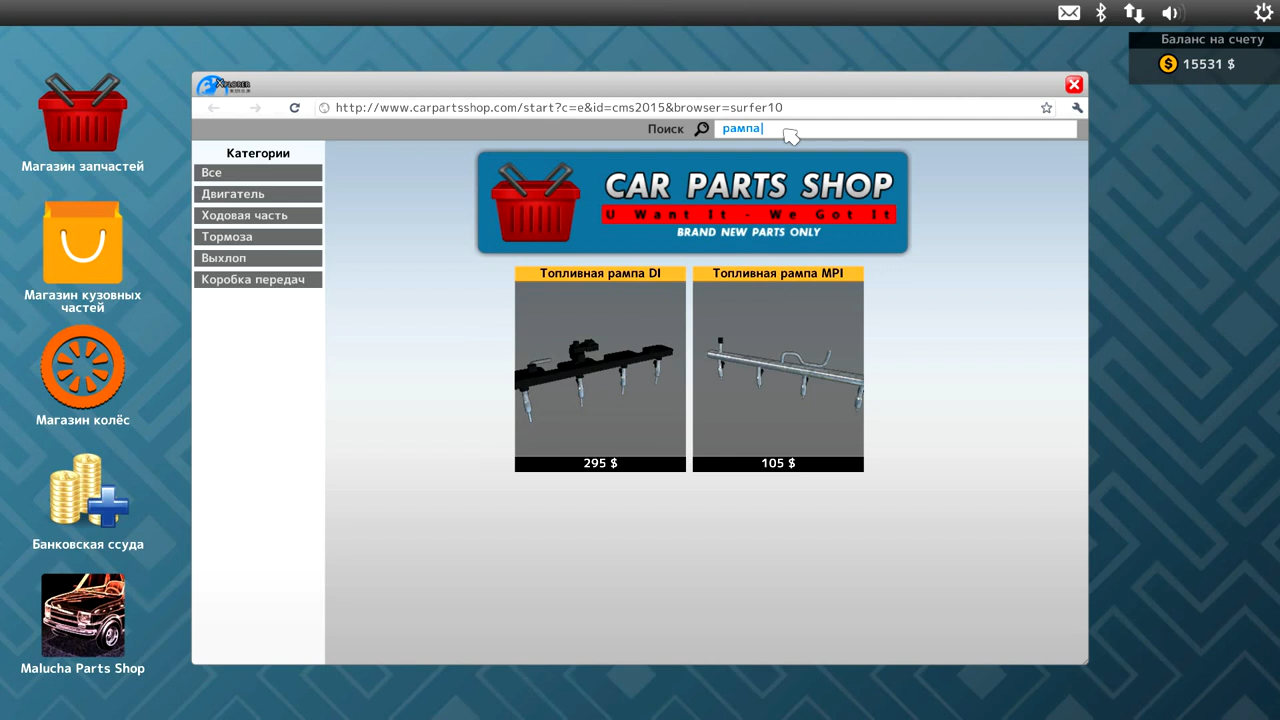 Баланс на счету
15531 $
XPLORER
http://www.carpartsshop.com/start?c=e&id=cms2015&browser=surfer10
Поиск
рампа
Категории
Все
Двигатель
Ходовая часть
Тормоза
Выхлоп
Коробка передач
CAR PARTS SHOP
U Want It - We Got It
BRAND NEW PARTS ONLY
Топливная рампа DI
295 $
Топливная рампа MPI
105 $
Магазин запчастей
Магазин кузовных
частей
Магазин колёс
Банковская ссуда
Malucha Parts Shop